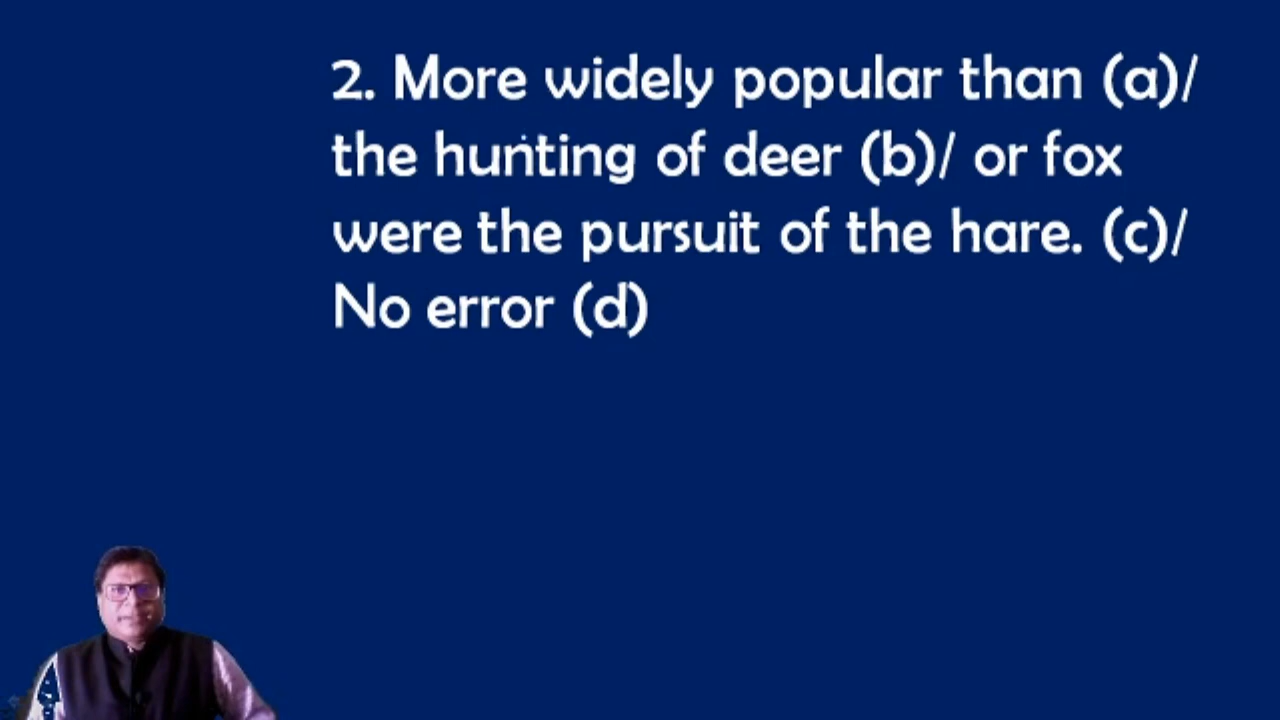 2. More widely popular than (a)/
the hunting of deer (b)/ or fox
were the pursuit of the hare. (c)/
No error (d)